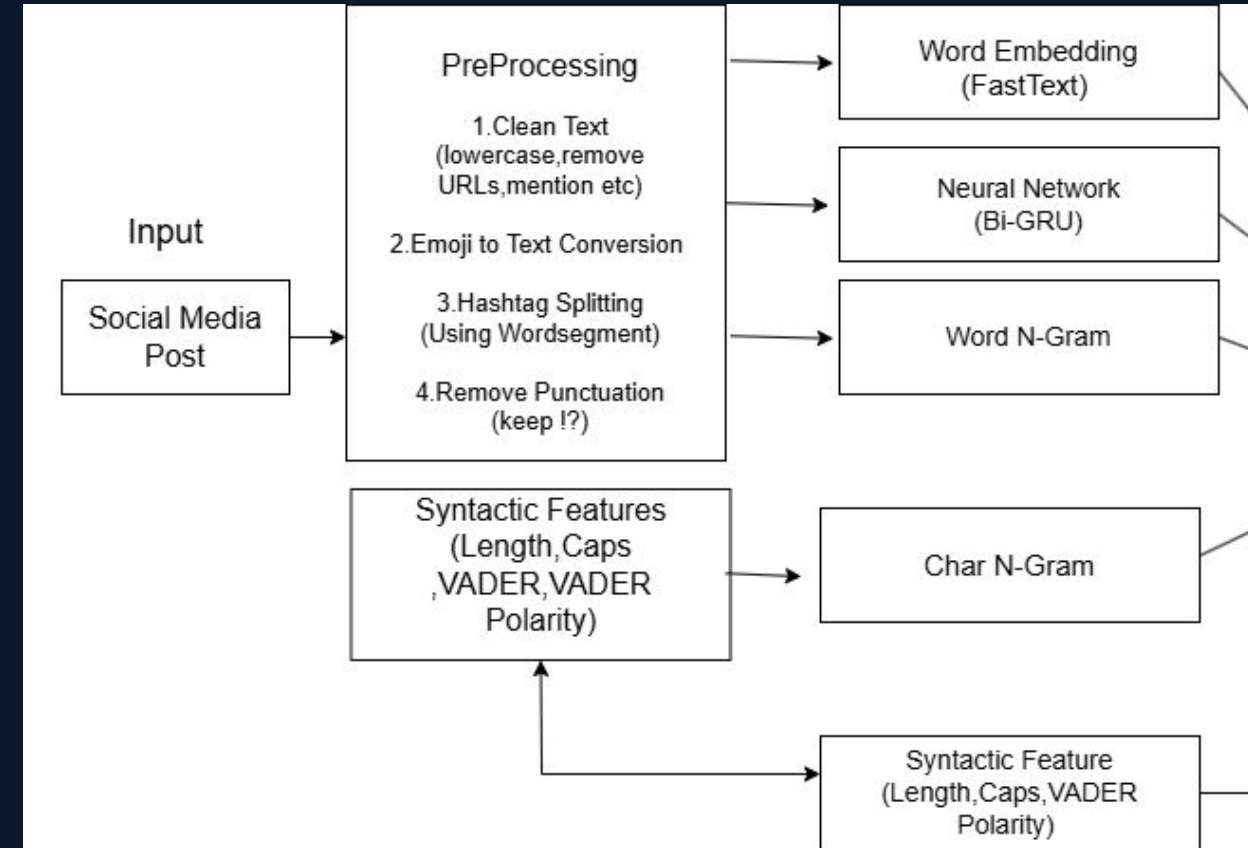 Input
Social Media
Post
PreProcessing
1.Clean Text
(lowercase,remove
URLs,mention etc)
2.Emoji to Text Conversion
3.Hashtag Splitting
(Using Wordsegment)
4.Remove Punctuation
(keep !?)
Syntactic Features
(Length,Caps
,VADER,VADER
Polarity)
Word Embedding
(FastText)
Neural Network
(Bi-GRU)
Word N-Gram
Char N-Gram
Syntactic Feature
(Length,Caps,VADER
Polarity)